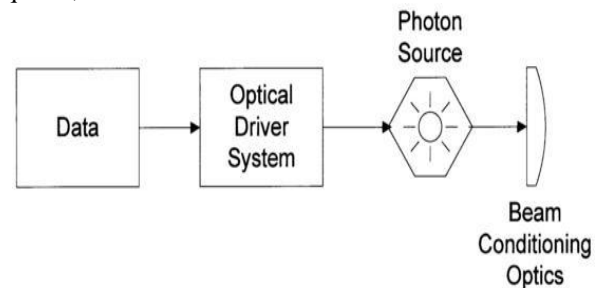 Photon
Source
Data
Optical
Driver
System
Beam
Conditioning
Optics